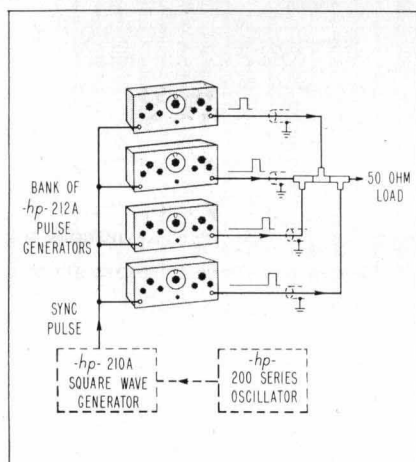 BANK OF
-hp- 212A
PULSE
GENERATORS
50 OHM
LOAD
SYNC
PULSE
-hp- 210A
SQUARE WAVE
GENERATOR
-hp-
200 SERIES
OSCILLATOR